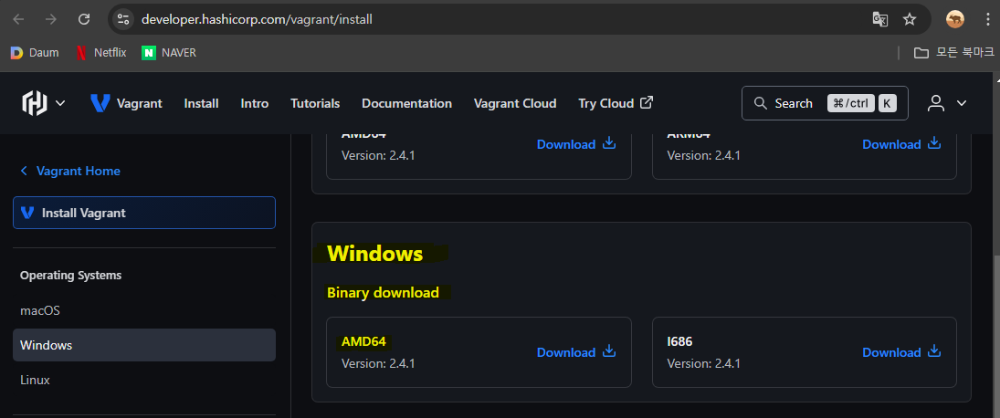 developer.hashicorp.com/vagrant/install
Daum Netflix N NAVER 모든 북마크
Vagrant Install Intro Tutorials Documentation Vagrant Cloud Try Cloud Search ⌘/ctrl K
AMD64 Download ARM64 Download
Version: 2.4.1 Version: 2.4.1
Vagrant Home
Install Vagrant
Operating Systems
macOS
Windows
Linux
Windows
Binary download
AMD64 Download I686 Download
Version: 2.4.1 Version: 2.4.1